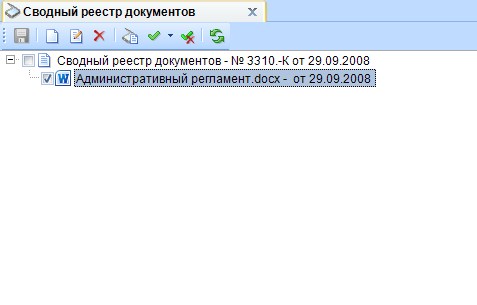 Сводный реестр документов
Сводный реестр документов - № 3310.-К от 29.09.2008
Административный регламент.docx - от 29.09.2008